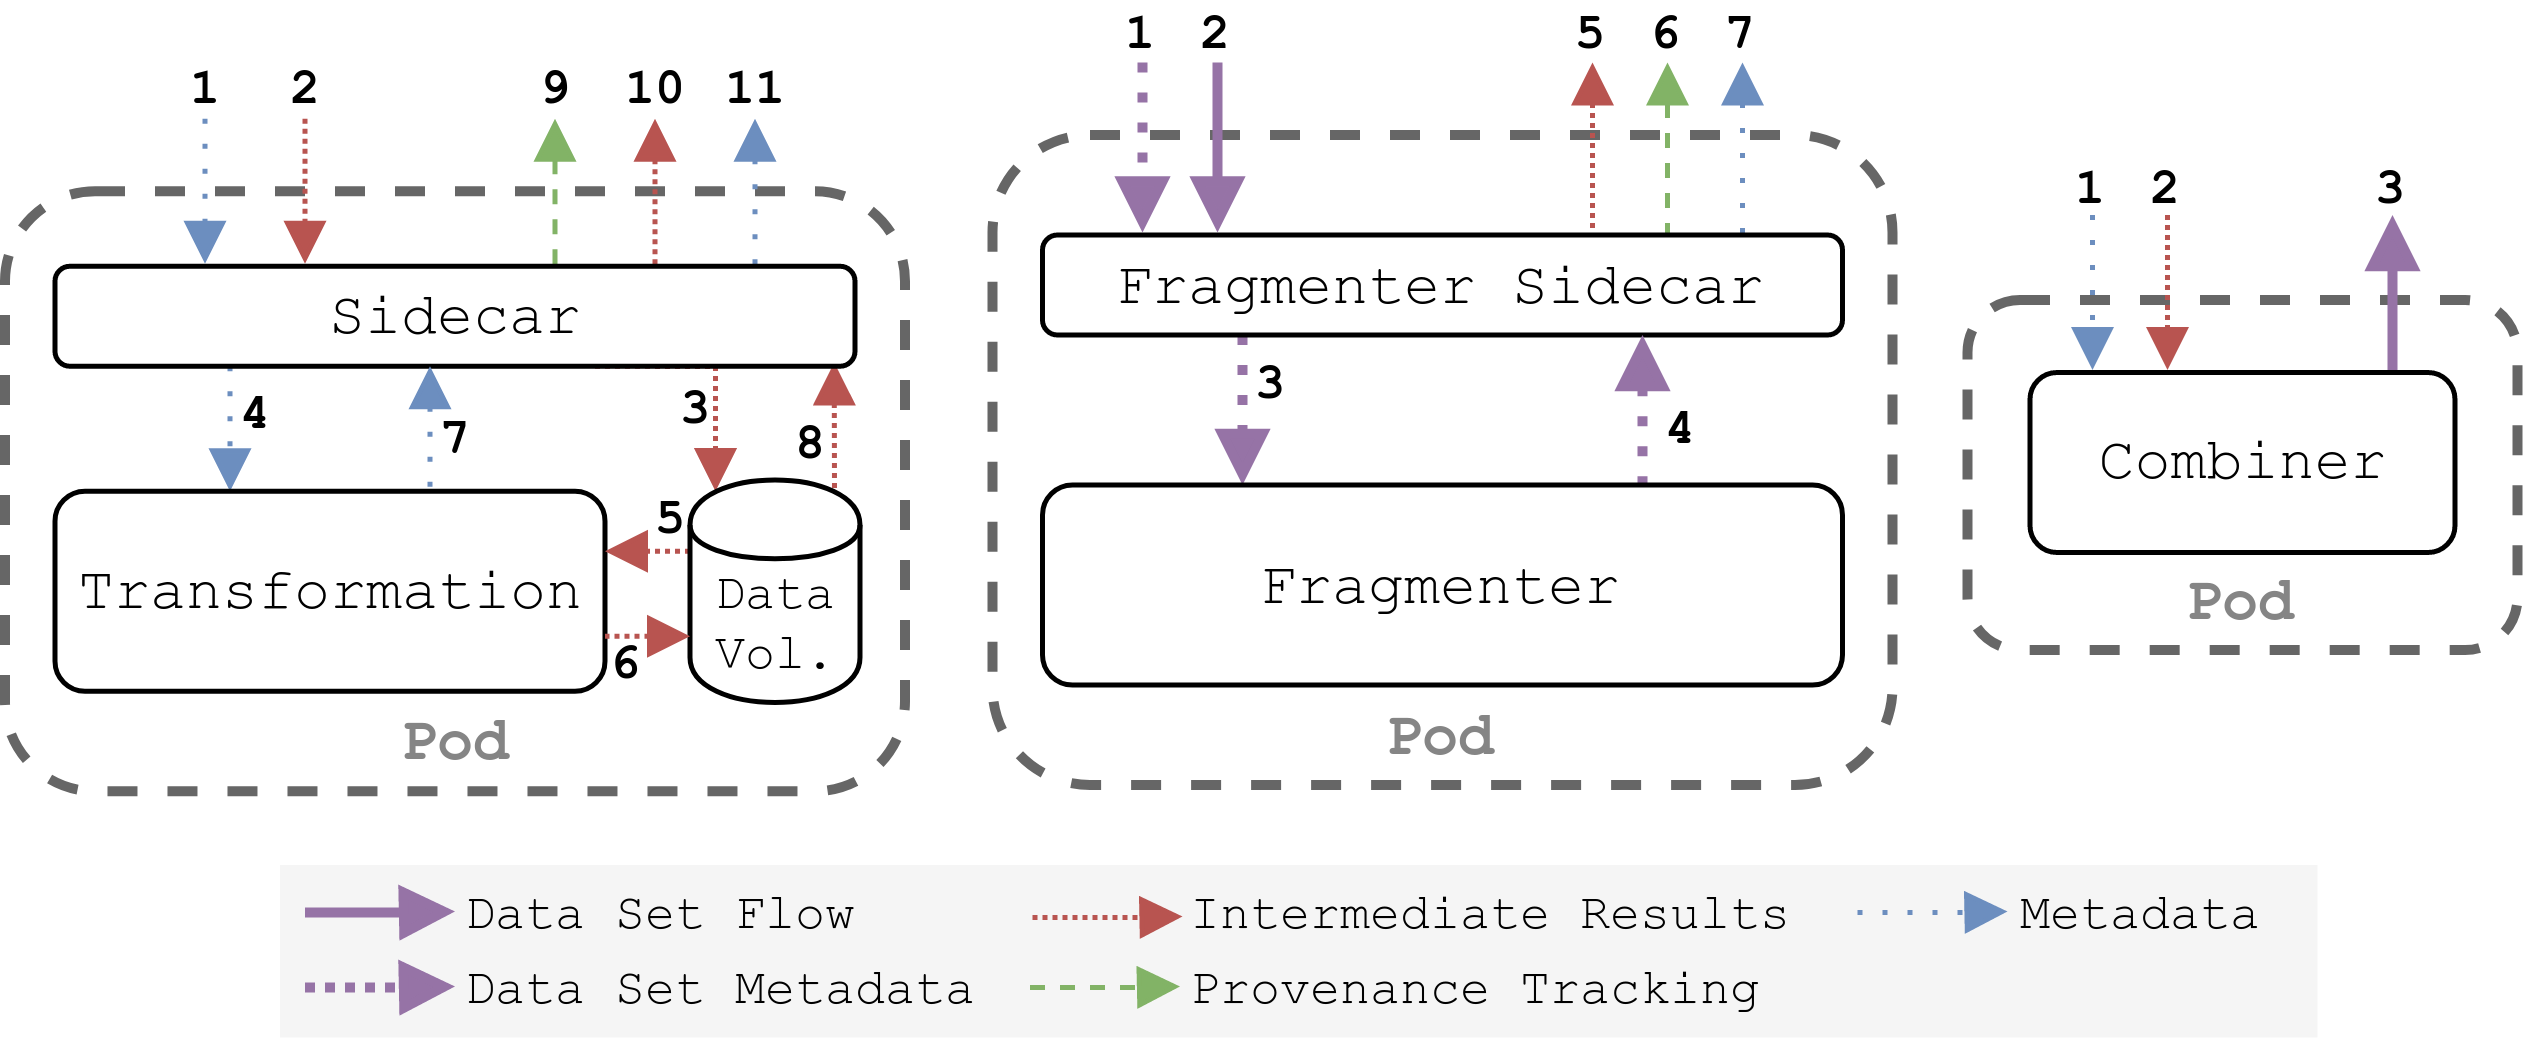 1 2 9 10 11
Sidecar
4 7 3 8
5
Transformation
6
Data
Vol.
Pod
1 2 5 6 7
Fragmenter Sidecar
3 4
Fragmenter
Pod
1 2 3
Combiner
Pod
Data Set Flow
Intermediate Results
Metadata
Data Set Metadata
Provenance Tracking